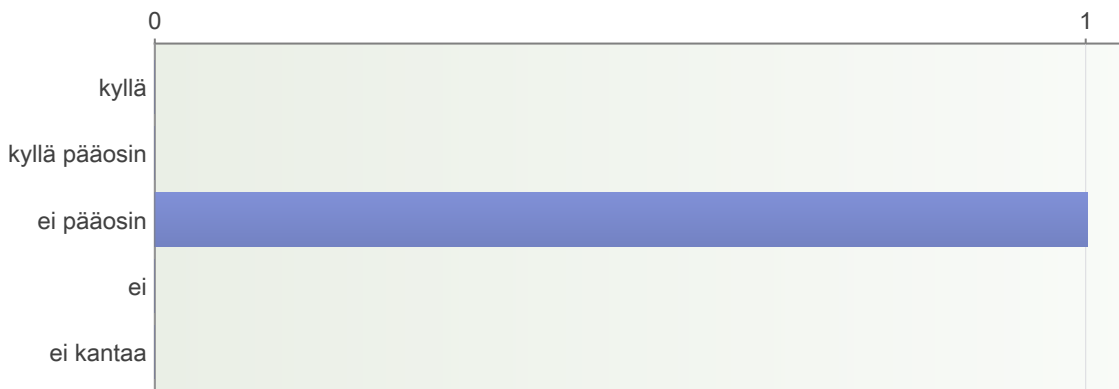 0 1
kyllä
kyllä pääosin
ei pääosin
ei
ei kantaa